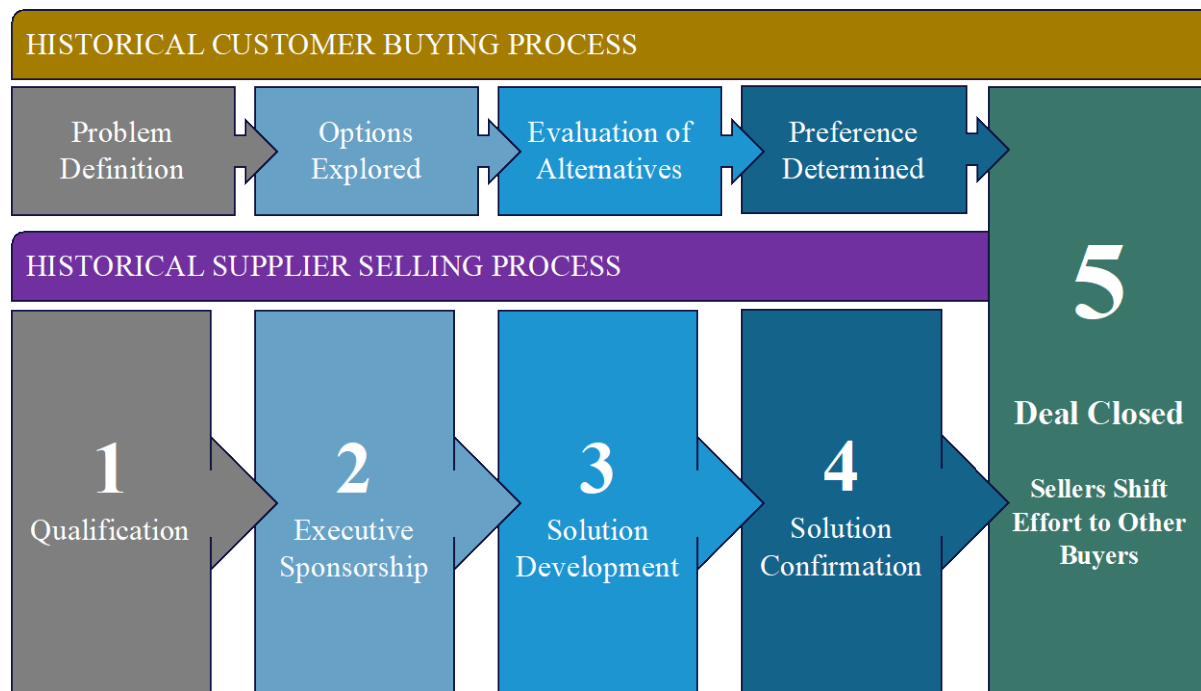 HISTORICAL CUSTOMER BUYING PROCESS
Problem
Definition
Options
Explored
Evaluation of
Alternatives
Preference
Determined
HISTORICAL SUPPLIER SELLING PROCESS
1
Qualification
2
Executive
Sponsorship
3
Solution
Development
4
Solution
Confirmation
5
Deal Closed
Sellers Shift
Effort to Other
Buyers